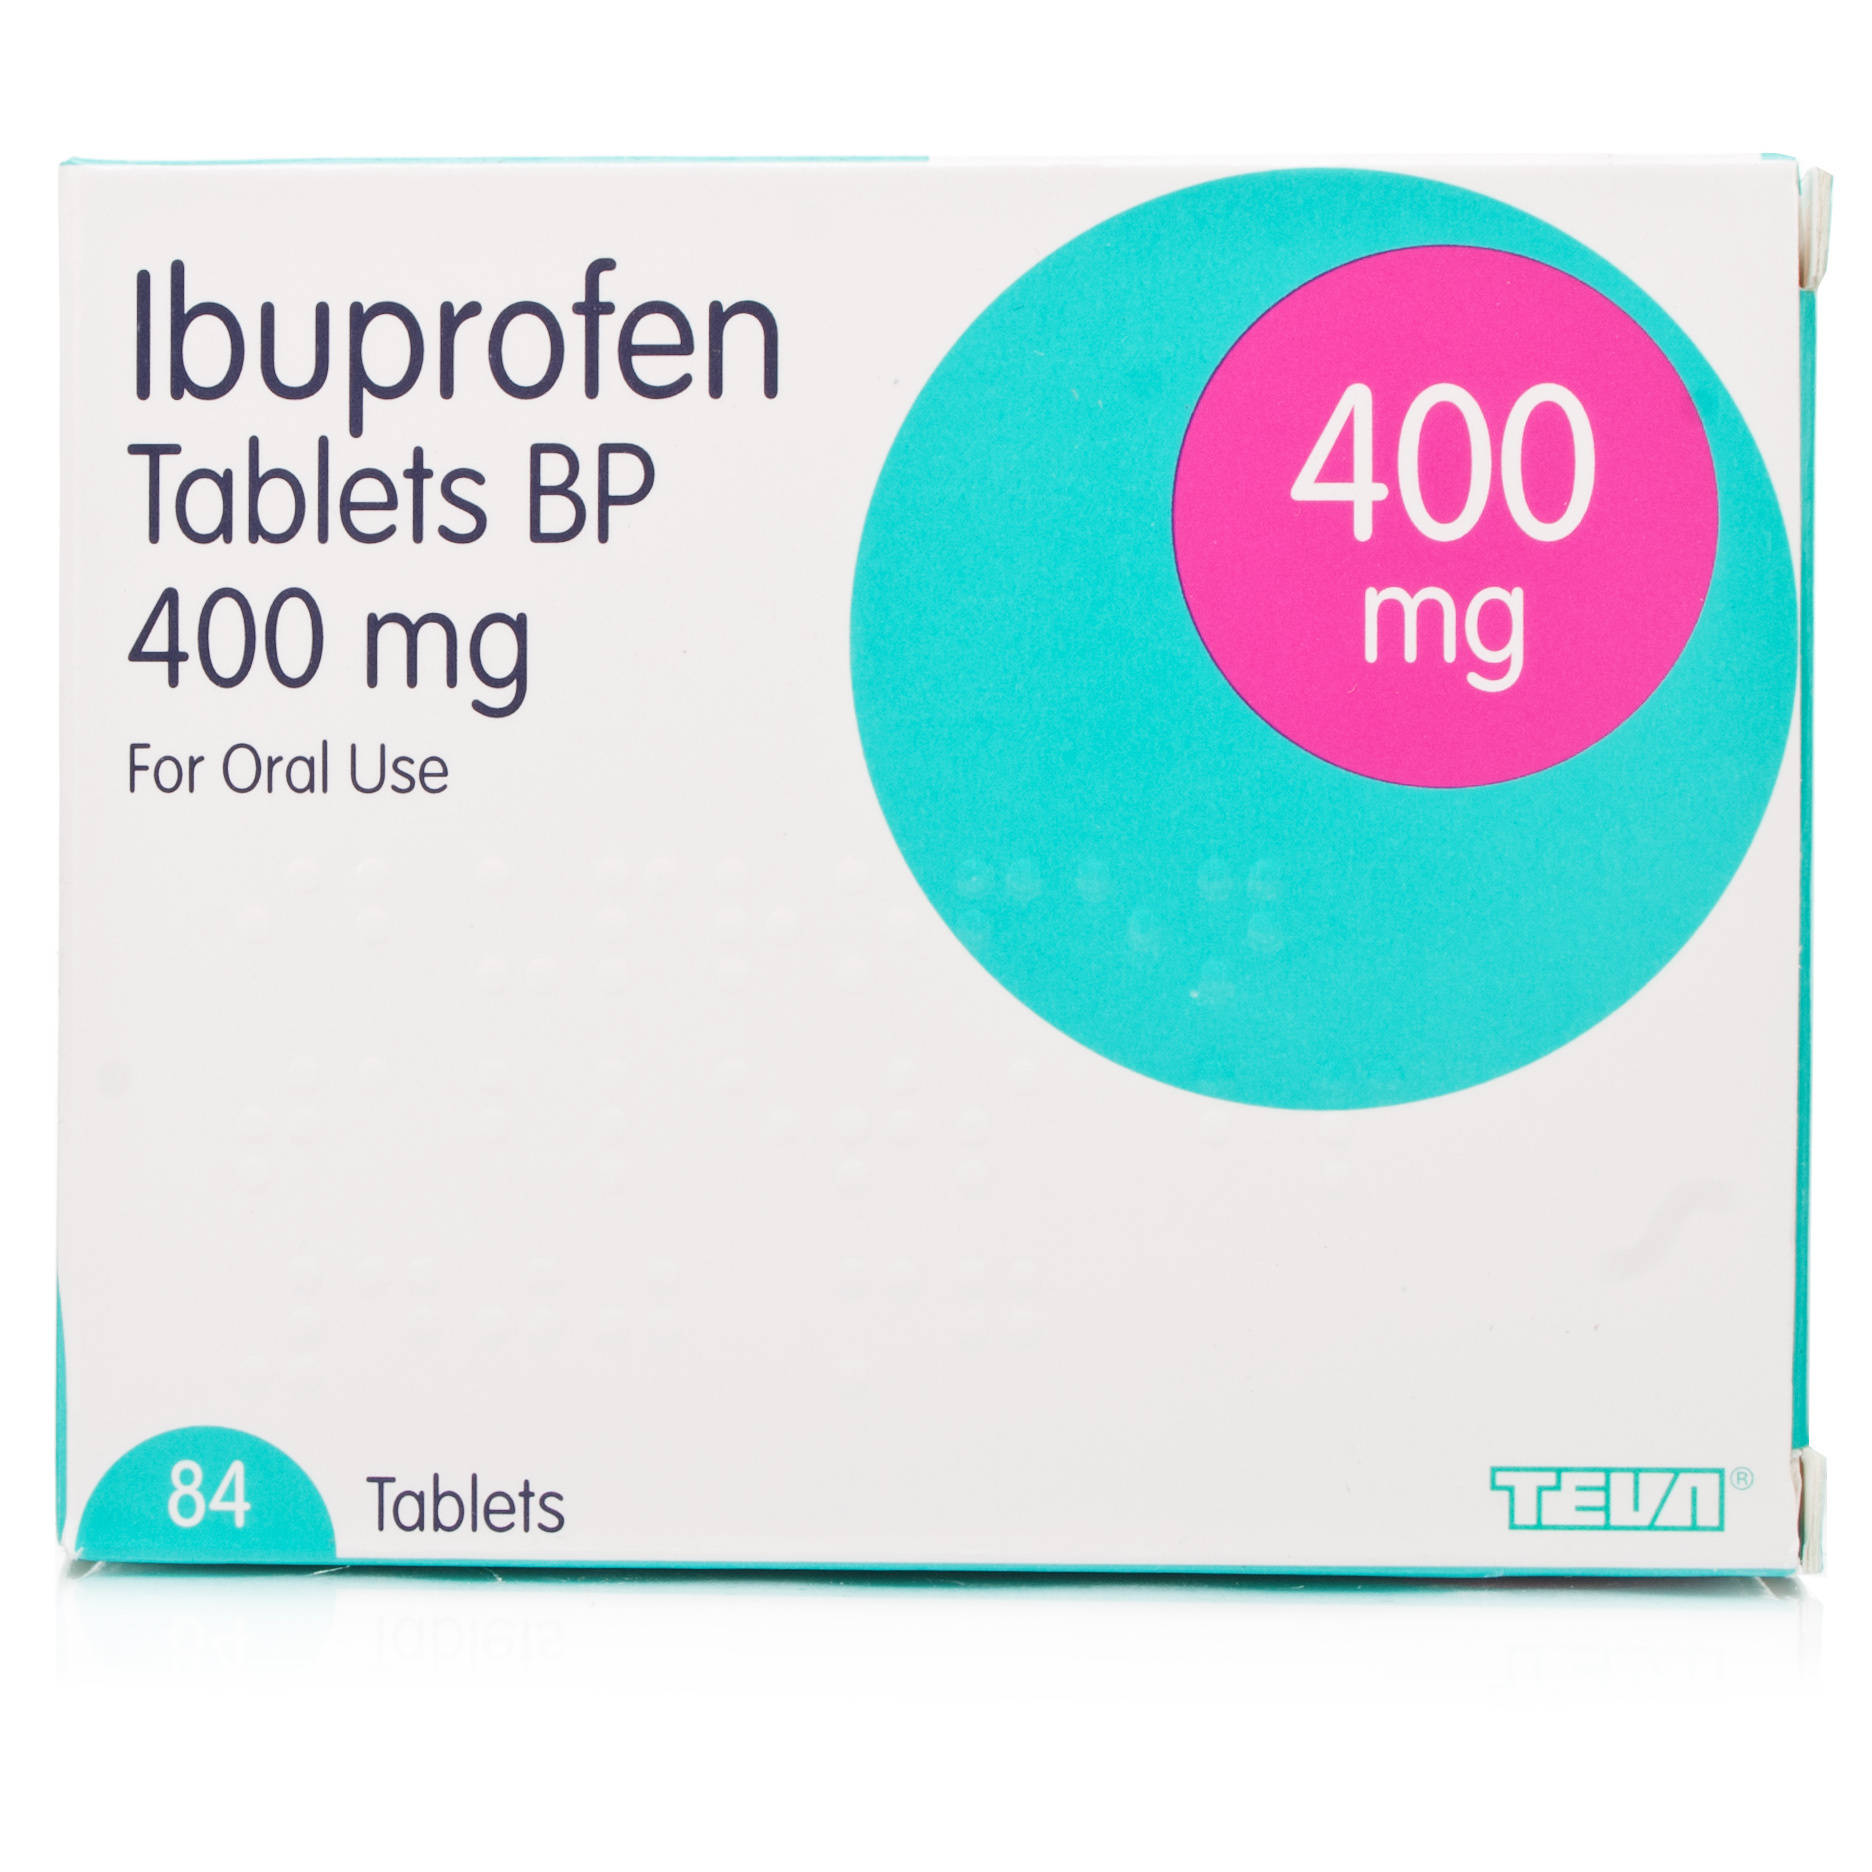 Ibuprofen
Tablets BP
400 mg
For Oral Use
400
mg
84 Tablets
TEVA®